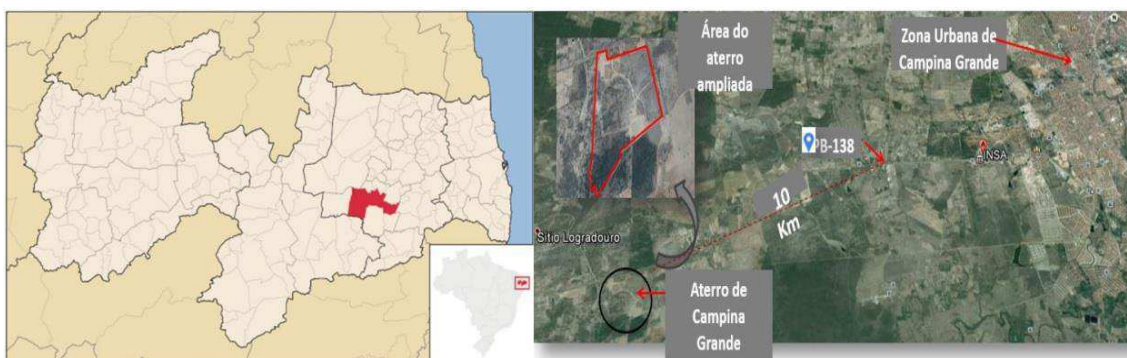 Área do
aterro
ampliada
Zona Urbana de
Campina Grande
PB-138
INSA
10
Km
Sitio Logradouro
Aterro de
Campina
Grande